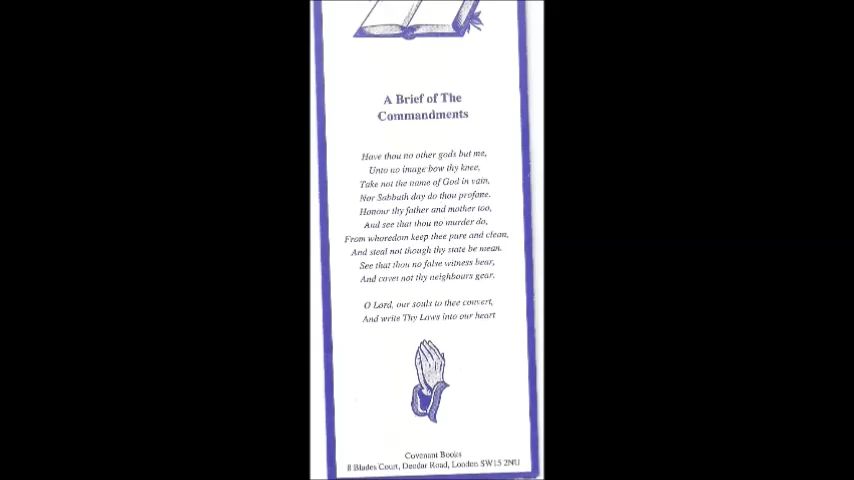 A Brief of The
Commandments
Have thou no other gods but me,
Unto no image bow thy knee,
Take not the name of God in vain,
Nor Sabbath day do thou profane.
Honour thy father and mother too,
And see that thou no murder do,
From whoredom keep thee pure and clean,
And steal not though thy state be mean.
See that thou no false witness bear,
And covet not thy neighbours gear.
O Lord, our souls to thee convert,
And write Thy Laws into our heart
Covenant Books
8 Blades Court, Deodar Road, London SW15 2NU